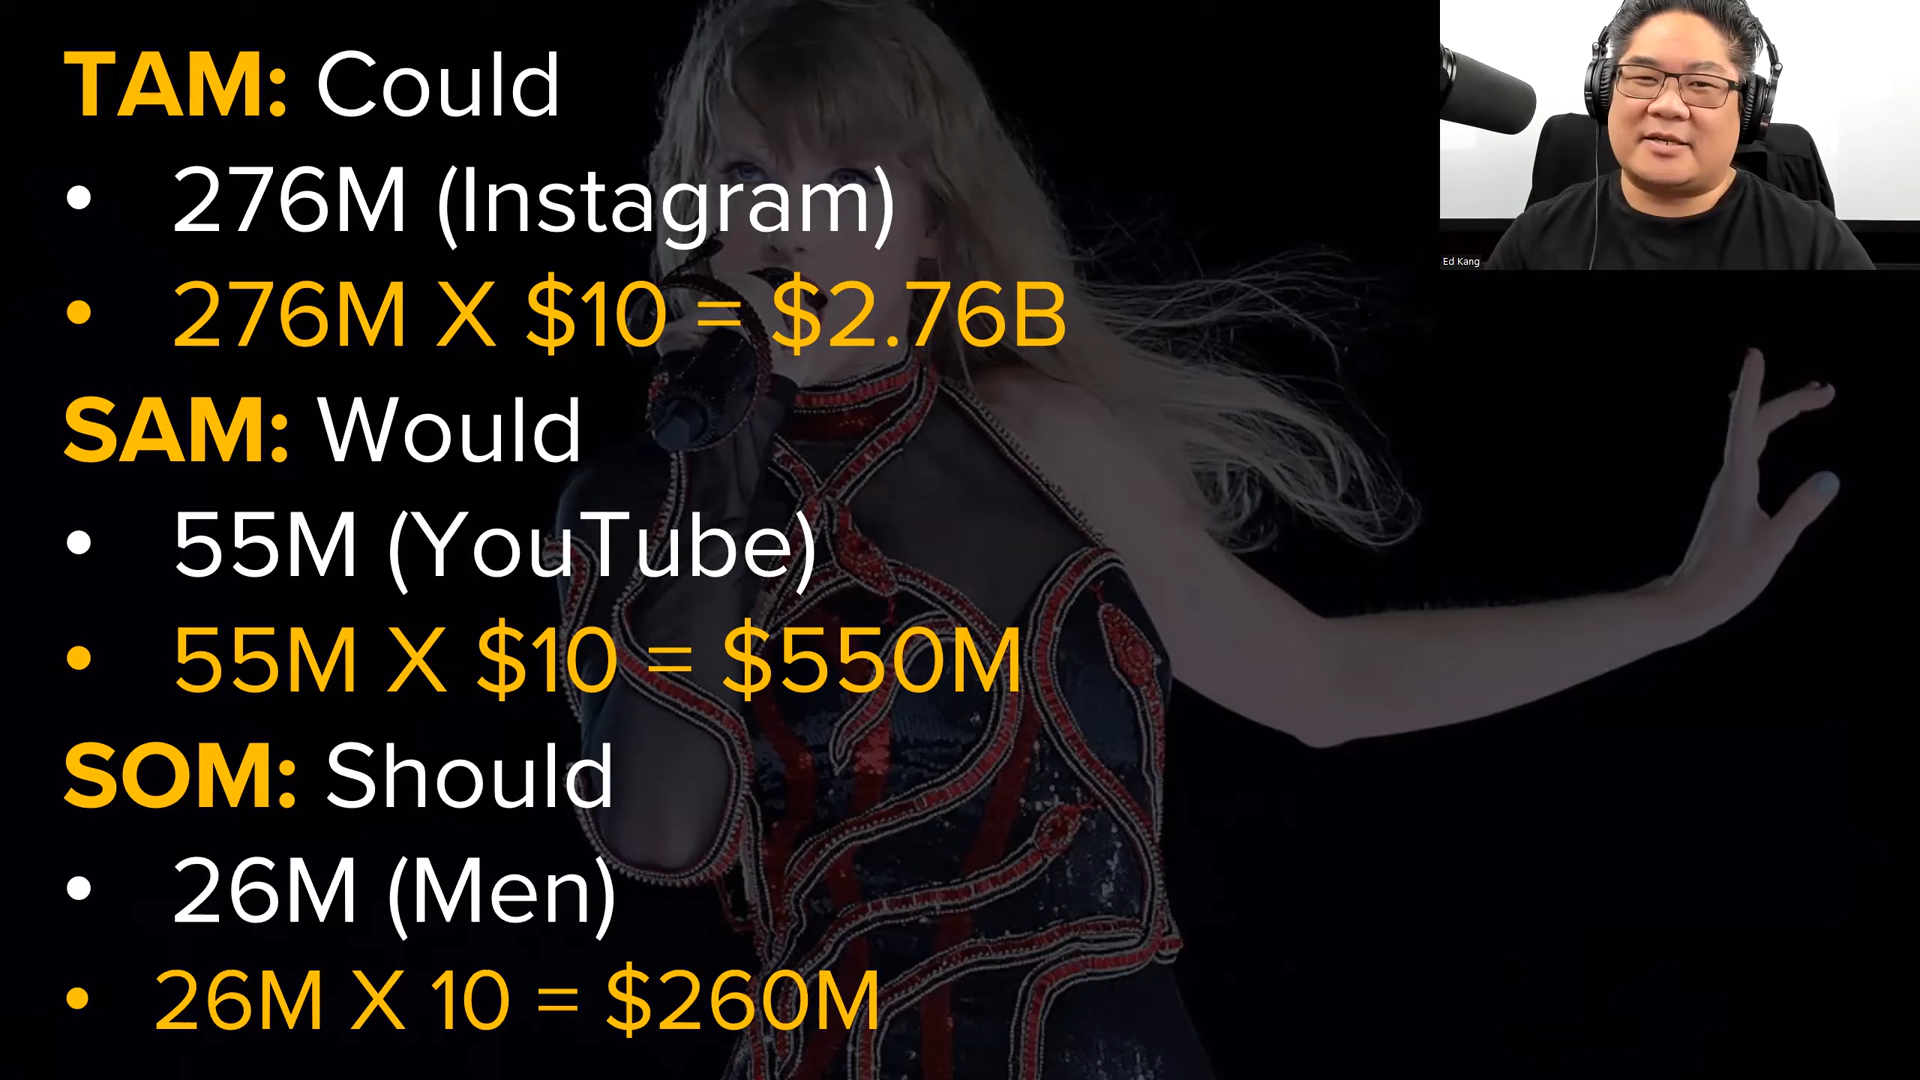 TAM: Could
• 276M (Instagram)
• 276M X $10 = $2.76B
SAM: Would
• 55M (YouTube)
• 55M X $10 = $550M
SOM: Should
• 26M (Men)
• 26M X 10 = $260M
Ed Kang